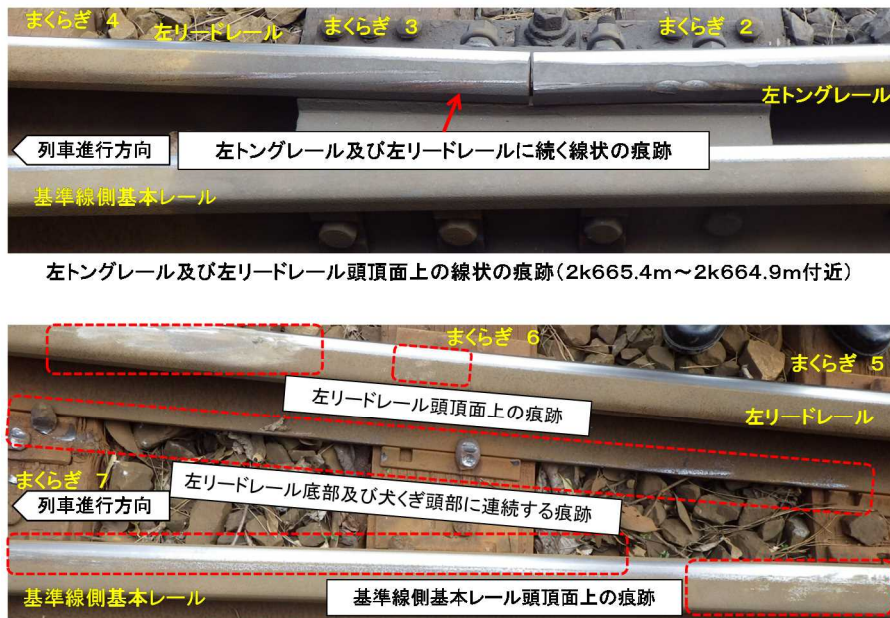 まくらぎ 4
左リードレール
まくらぎ 3
まくらぎ 2
左トングレール
列車進行方向
左トングレール及び左リードレールに続く線状の痕跡
基準線側基本レール
左トングレール及び左リードレール頭頂面上の線状の痕跡(2k665.4m~2k664.9m付近)
まくらぎ 6
まくらぎ 5
左リードレール頭頂面上の痕跡
左リードレール
まくらぎ 7
左リードレール底部及び犬くぎ頭部に連続する痕跡
列車進行方向
基準線側基本レール
基準線側基本レール頭頂面上の痕跡